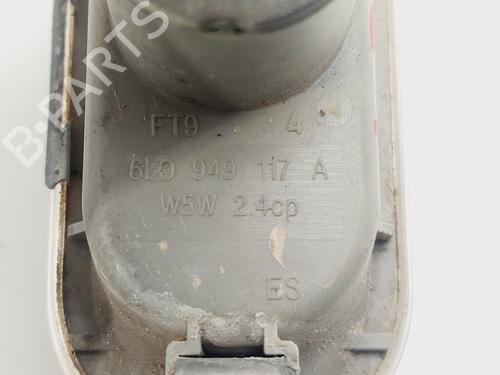 B-PARTS
FT9 4
6L0 949 117 A
W5W 2.4cp
ES